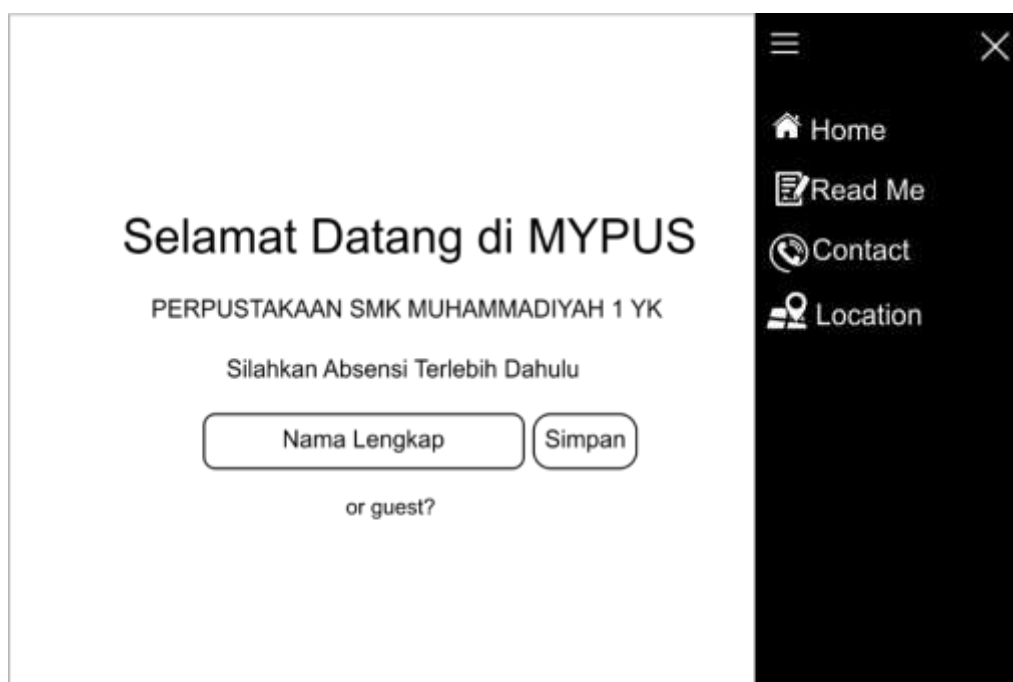 Selamat Datang di MYPUS
PERPUSTAKAAN SMK MUHAMMADIYAH 1 YK
Silahkan Absensi Terlebih Dahulu
Nama Lengkap
Simpan
or guest?
Home
Read Me
Contact
Location